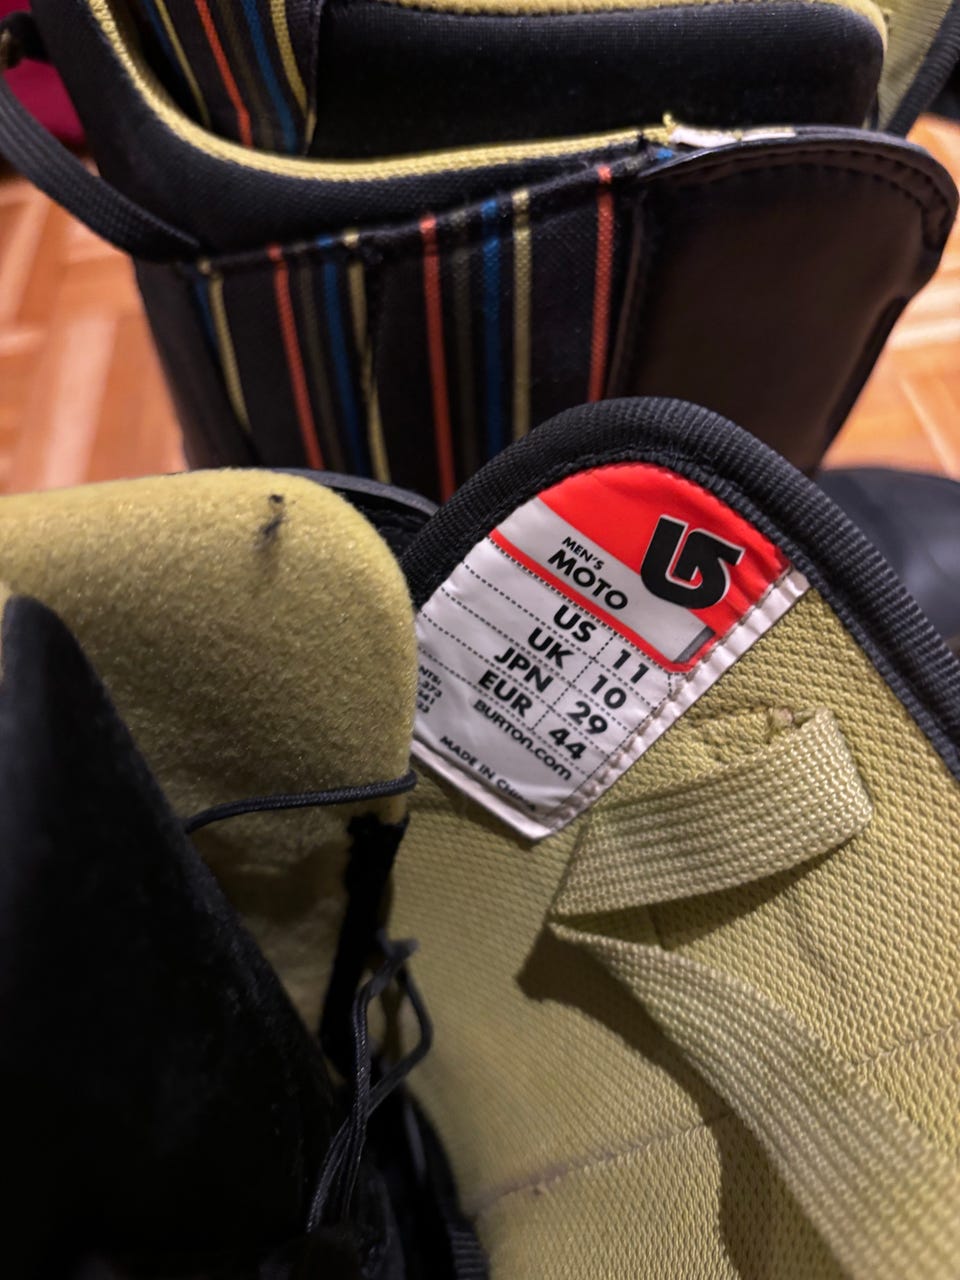 MEN'S
MOTO
US 11
UK 10
JPN 29
EUR 44
BURTON.COM
MADE IN CHINA